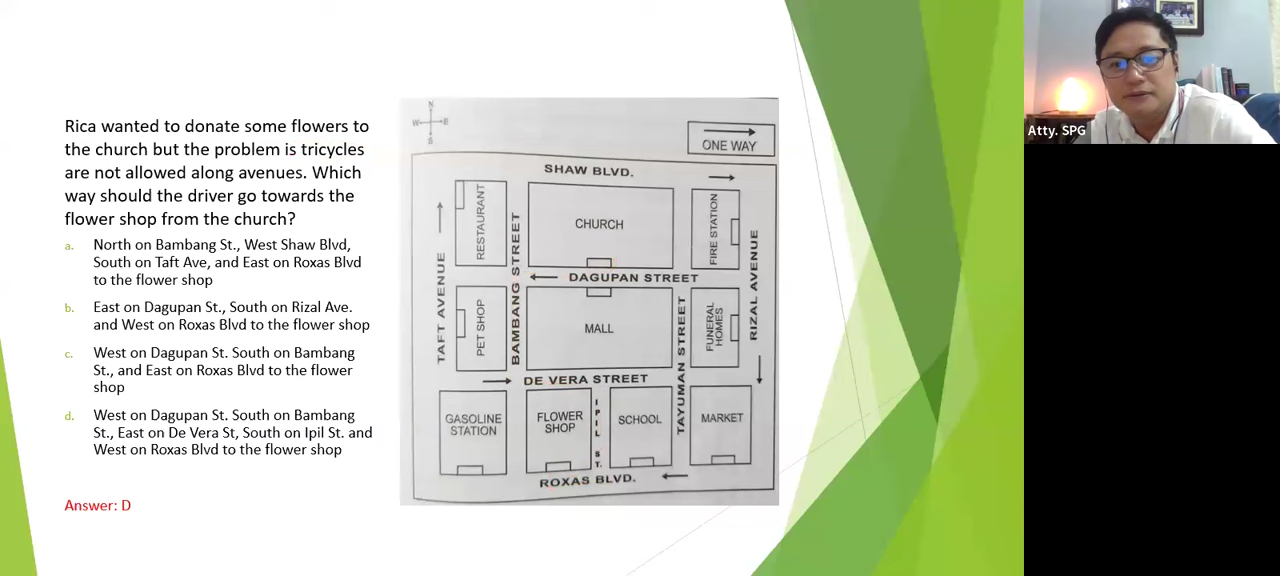 Rica wanted to donate some flowers to
the church but the problem is tricycles
are not allowed along avenues. Which
way should the driver go towards the
flower shop from the church?
a. North on Bambang St., West Shaw Blvd,
South on Taft Ave, and East on Roxas Blvd
to the flower shop
b. East on Dagupan St., South on Rizal Ave.
and West on Roxas Blvd to the flower shop
c. West on Dagupan St. South on Bambang
St., and East on Roxas Blvd to the flower
shop
d. West on Dagupan St. South on Bambang
St., East on De Vera St, South on Ipil St. and
West on Roxas Blvd to the flower shop
Answer: D
N
W E
S
ONE WAY
SHAW BLVD.
RESTAURANT
CHURCH
FIRE STATION
TAFT AVENUE
BAMBANG STREET
DAGUPAN STREET
RIZAL AVENUE
PET SHOP
MALL
TAYUMAN STREET
FUNERAL
HOMES
DE VERA STREET
GASOLINE
STATION
FLOWER
SHOP
IPIL ST.
SCHOOL
MARKET
ROXAS BLVD.
Atty. SPG